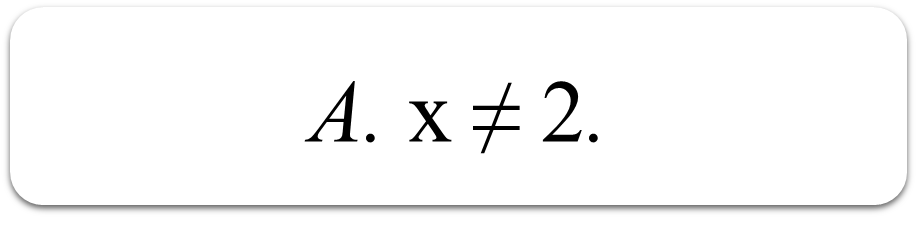 A. x ≠ 2.